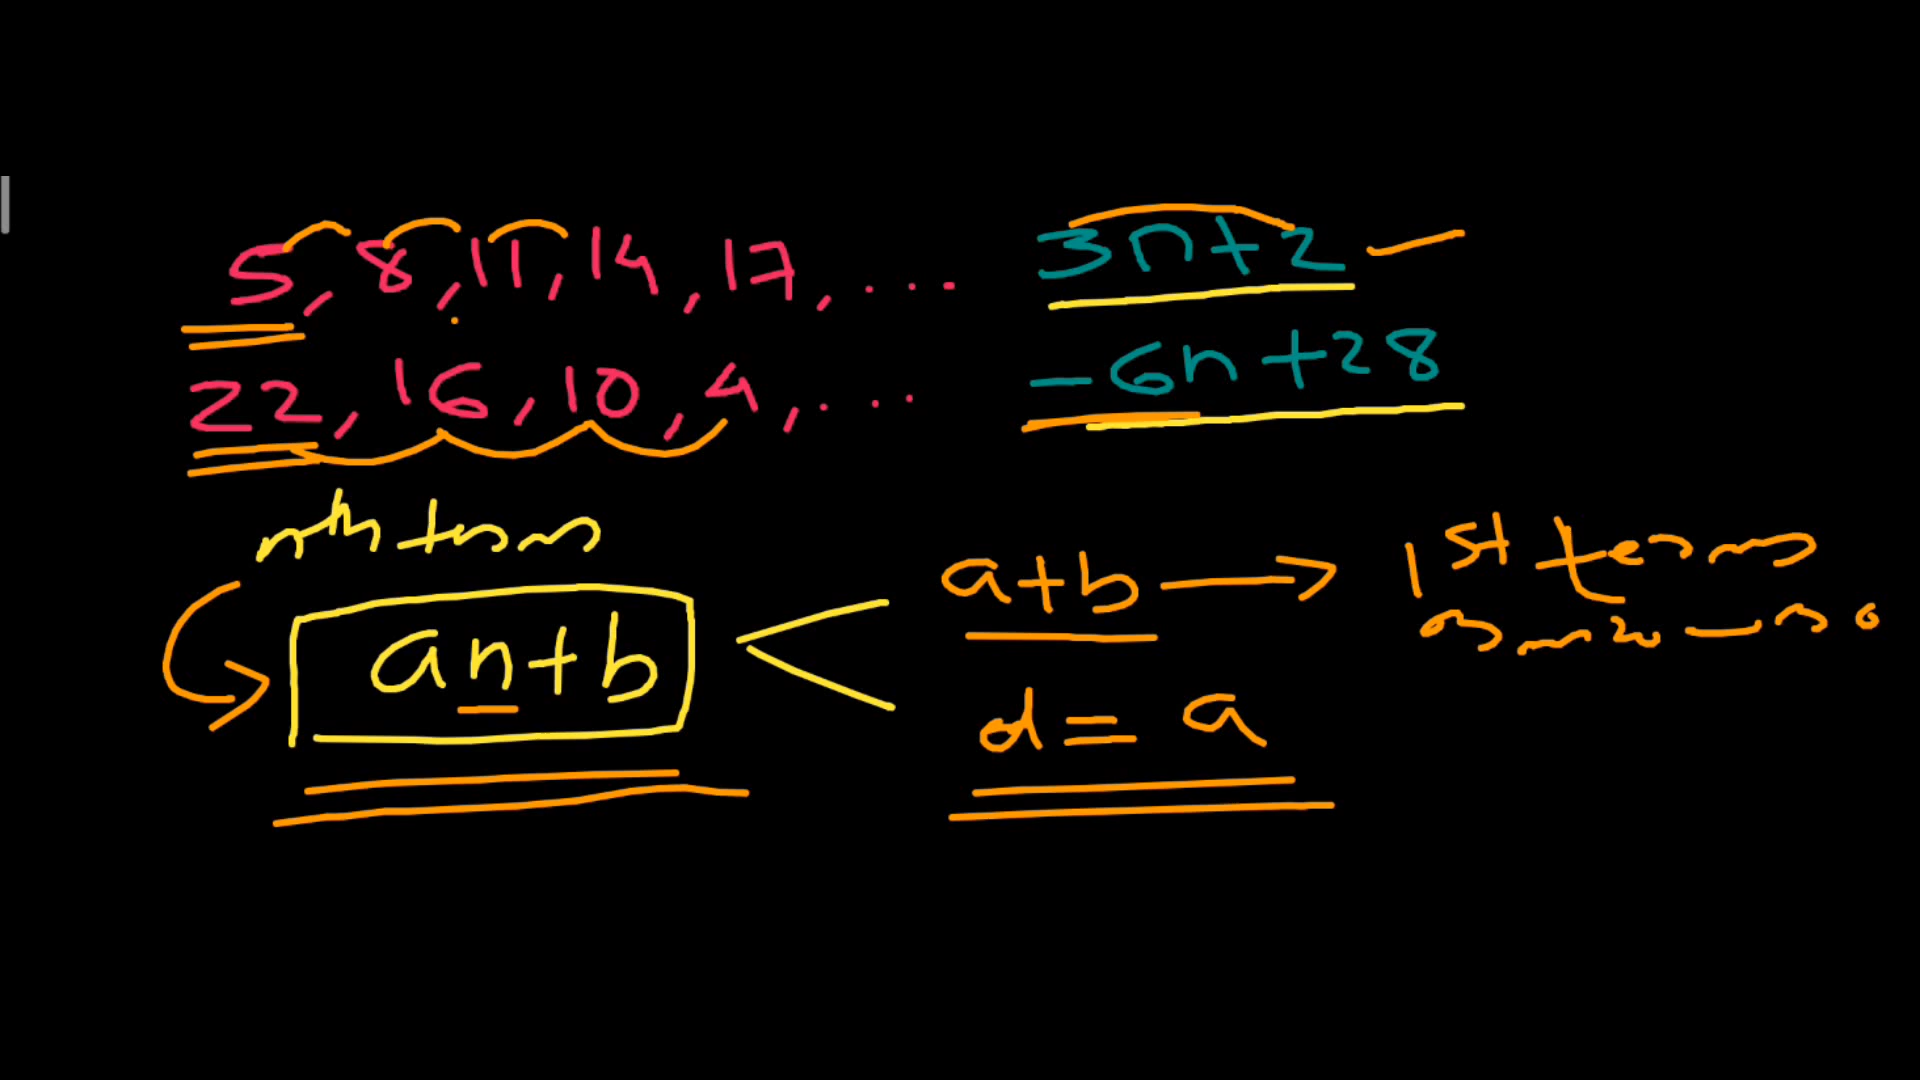 5, 8, 11, 14, 17, .... 3n+2
22, 16, 10, 4, ... -6n+28
nth term
a+b → 1st term
an+b
d = a